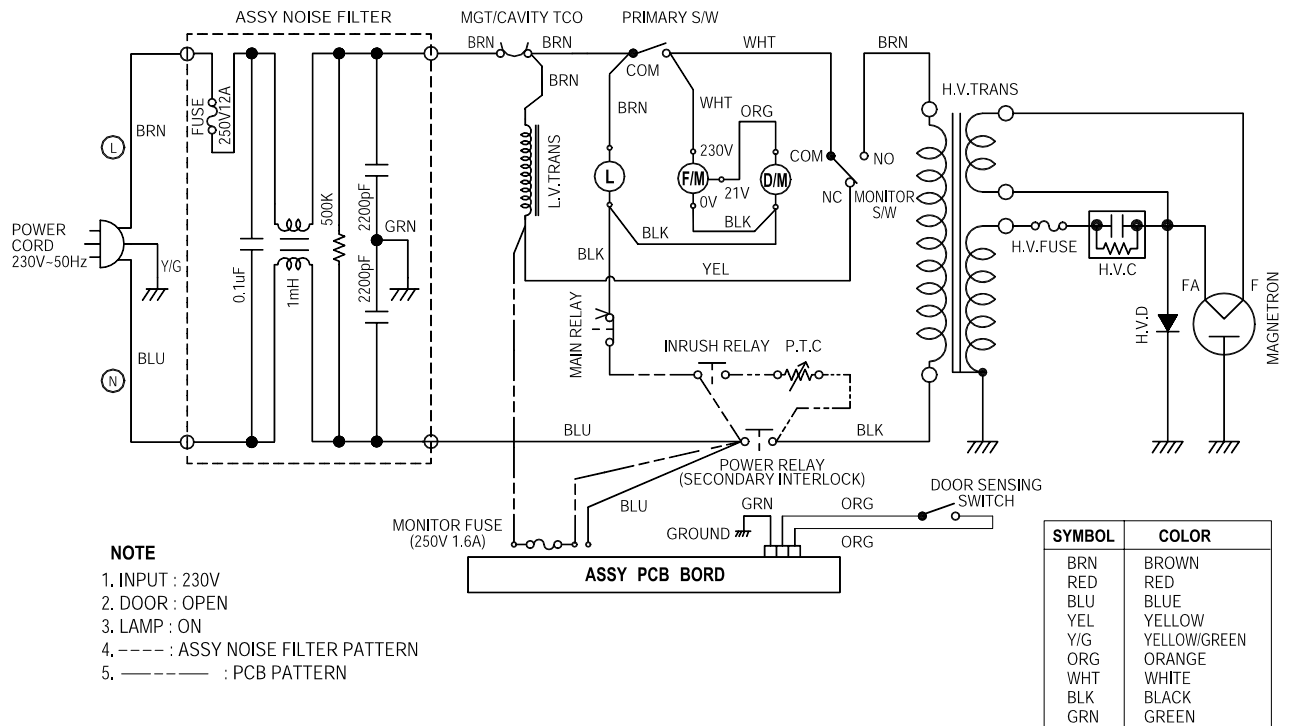 ASSY NOISE FILTER
MGT/CAVITY TCO
PRIMARY S/W
BRN
BRN
WHT
BRN
COM
BRN
H.V.TRANS
FUSE
250V12A
BRN
L
BRN
WHT
ORG
L.V.TRANS
230V
COM
NO
L
F/M
D/M
21V
0V
NC
MONITOR
S/W
500K
2200pF
GRN
BLK
BLK
POWER
CORD
230V~50Hz
Y/G
0.1uF
1mH
2200pF
BLK
YEL
H.V.FUSE
H.V.C
FA
F
H.V.D
MAGNETRON
BLU
N
MAIN RELAY
INRUSH RELAY
P.T.C
BLU
BLK
POWER RELAY
(SECONDARY INTERLOCK)
BLU
DOOR SENSING
SWITCH
GRN
ORG
MONITOR FUSE
(250V 1.6A)
GROUND
ORG
ASSY PCB BORD
NOTE
1. INPUT : 230V
2. DOOR : OPEN
3. LAMP : ON
4. ---- : ASSY NOISE FILTER PATTERN
5. ——--—— : PCB PATTERN
SYMBOL COLOR
BRN BROWN
RED RED
BLU BLUE
YEL YELLOW
Y/G YELLOW/GREEN
ORG ORANGE
WHT WHITE
BLK BLACK
GRN GREEN